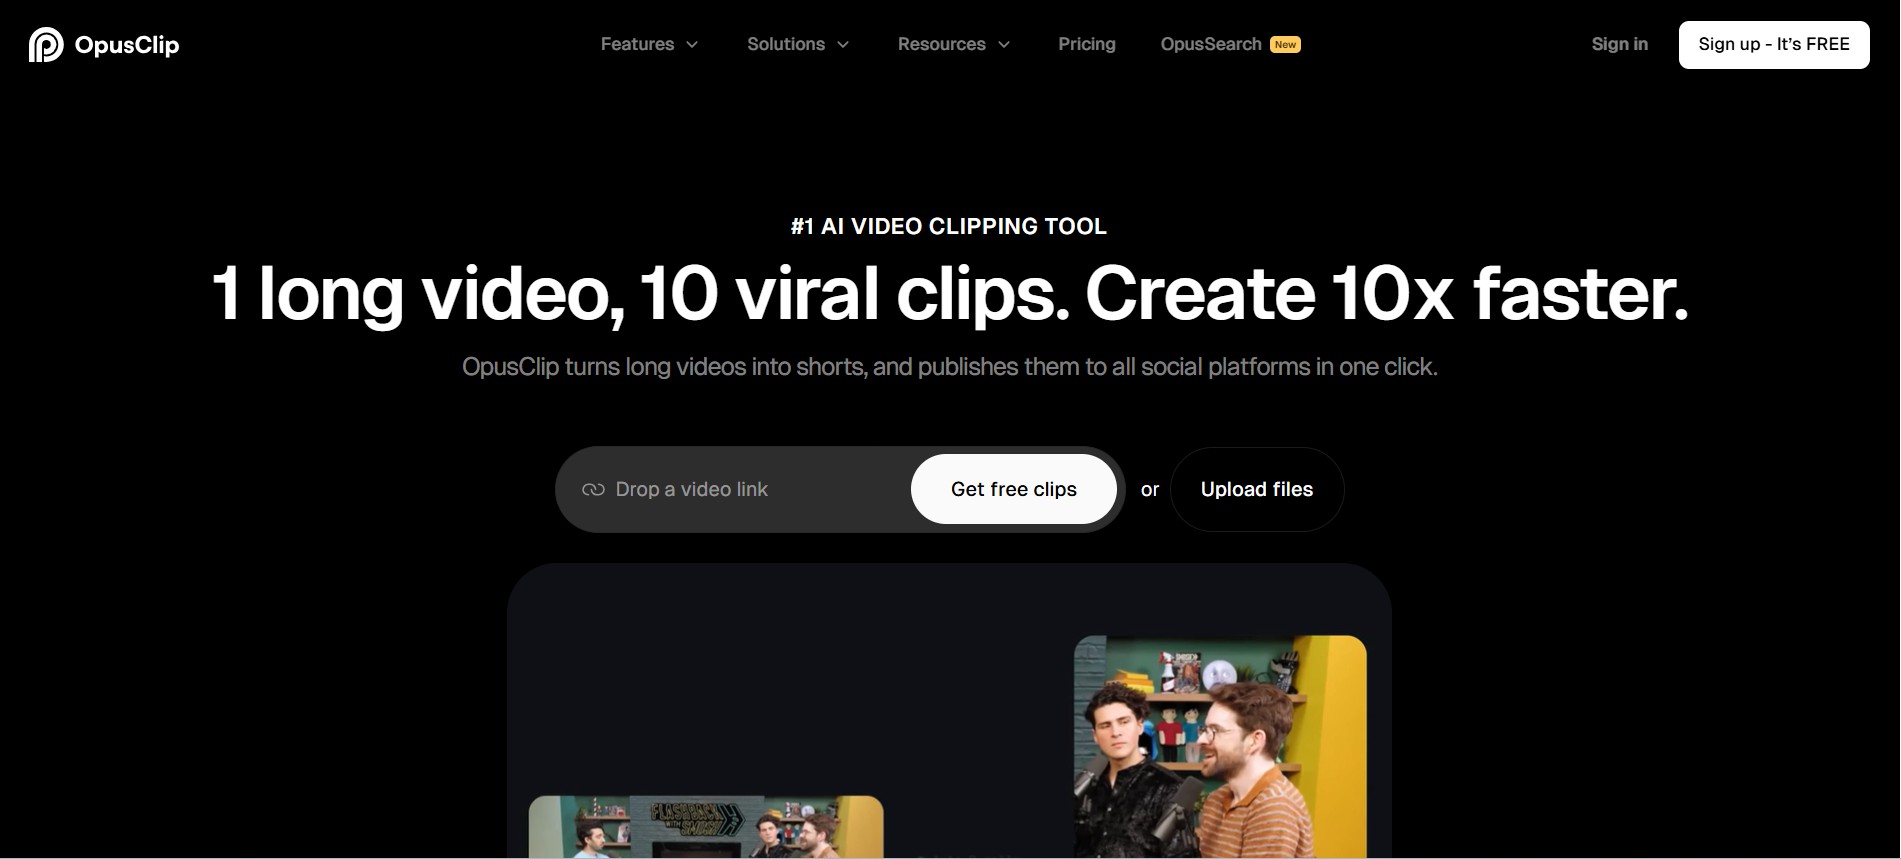 OpusClip
Features
Solutions
Resources
Pricing
OpusSearch New
Sign in
Sign up - It's FREE
#1 AI VIDEO CLIPPING TOOL
1 long video, 10 viral clips. Create 10x faster.
OpusClip turns long videos into shorts, and publishes them to all social platforms in one click.
Drop a video link
Get free clips
or
Upload files
FLASHBACK
WITH
SMOSH